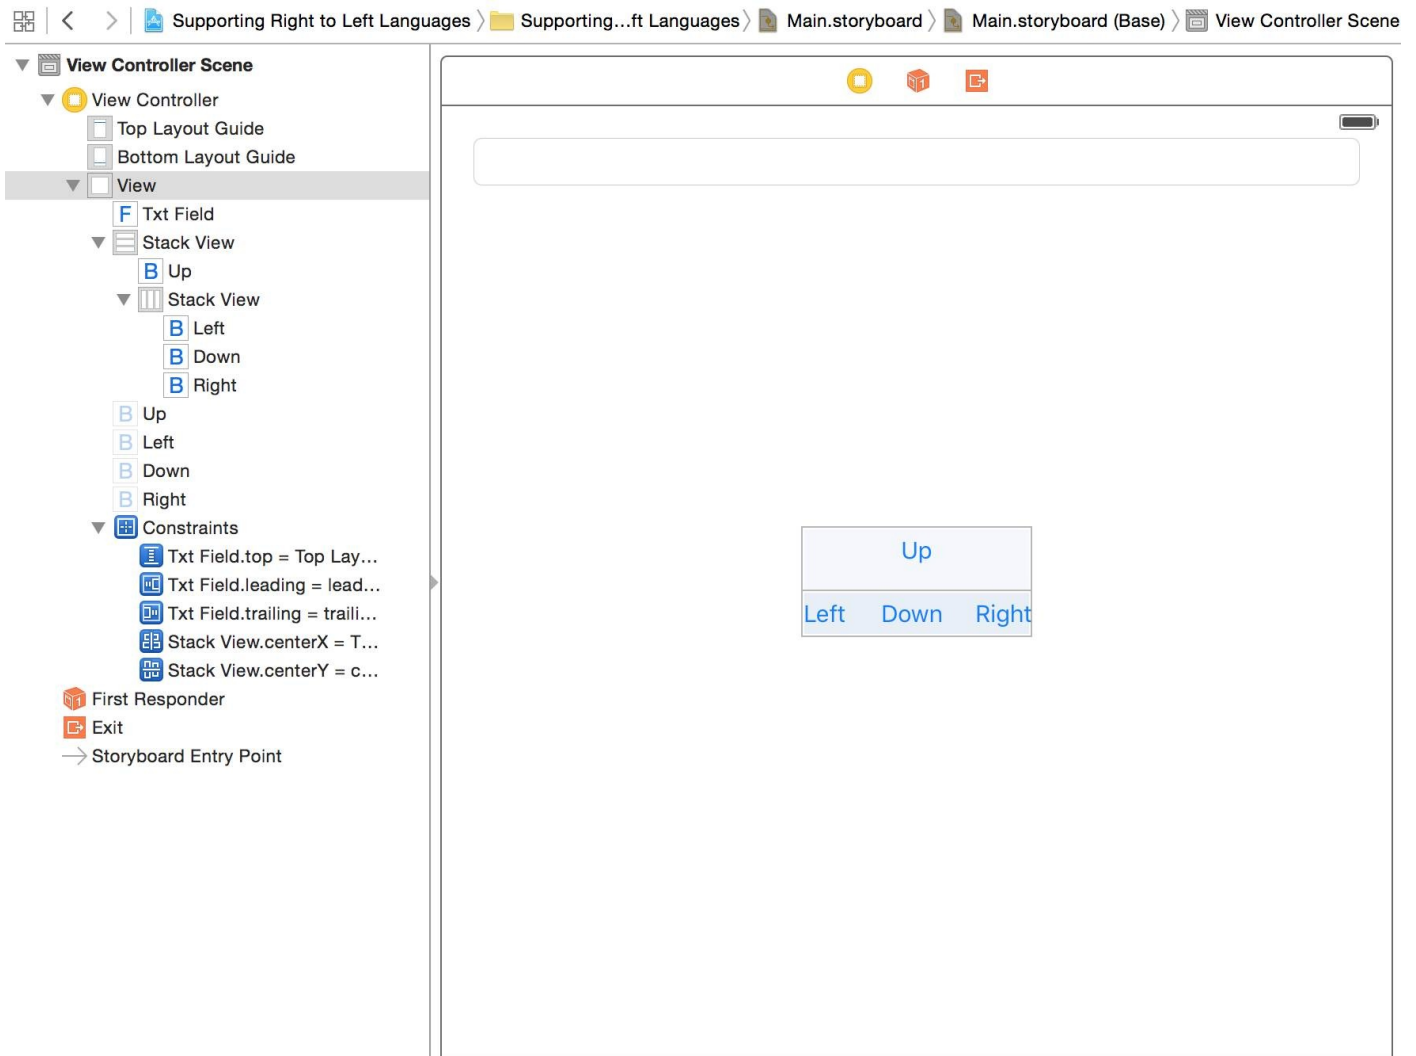 Supporting Right to Left Languages Supporting...ft Languages Main.storyboard Main.storyboard (Base) View Controller Scene
View Controller Scene
View Controller
Top Layout Guide
Bottom Layout Guide
View
F Txt Field
Stack View
B Up
Stack View
B Left
B Down
B Right
B Up
B Left
B Down
B Right
Constraints
Txt Field.top = Top Lay...
Txt Field.leading = lead...
Txt Field.trailing = traili...
Stack View.centerX = T...
Stack View.centerY = c...
First Responder
Exit
Storyboard Entry Point
Up
Left Down Right